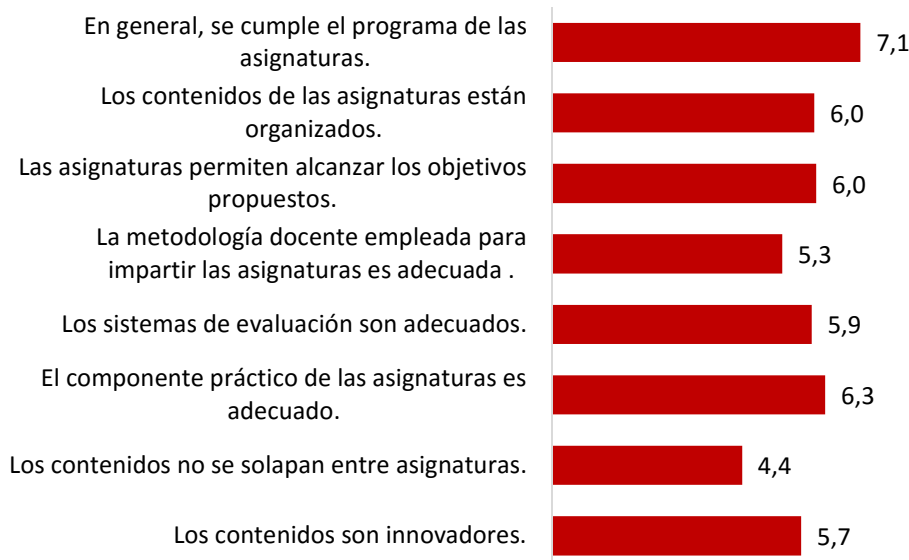 En general, se cumple el programa de las
asignaturas.
7,1
Los contenidos de las asignaturas están
organizados.
6,0
Las asignaturas permiten alcanzar los objetivos
propuestos.
6,0
La metodología docente empleada para
impartir las asignaturas es adecuada .
5,3
Los sistemas de evaluación son adecuados.
5,9
El componente práctico de las asignaturas es
adecuado.
6,3
Los contenidos no se solapan entre asignaturas.
4,4
Los contenidos son innovadores.
5,7